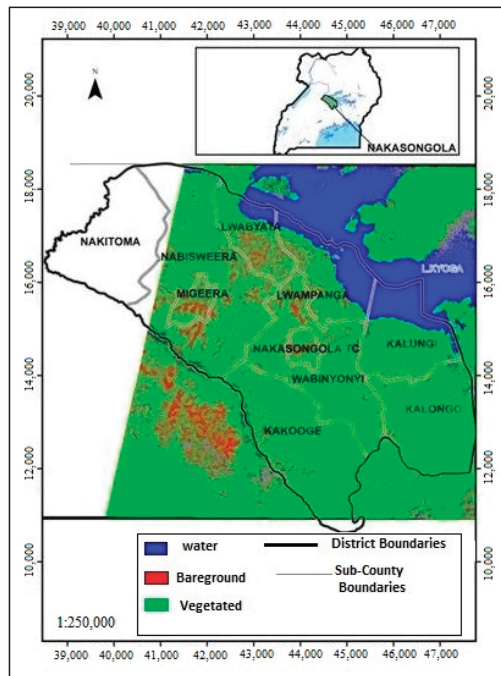 39,000 40,000 41,000 42,000 43,000 44,000 45,000 46,000 47,000
20,000
18,000
16,000
14,000
12,000
10,000
N
NAKASONGOLA
NAKITOMA
LWABYATA
NABISWEERA
L.KYOGA
MIGEERA
LWAMPANGA
NAKASONGOLA TC
KALUNGI
WABINYONYI
KALONGO
KAKOOGE
20,000
18,000
16,000
14,000
12,000
10,000
water
District Boundaries
Bareground
Sub-County
Boundaries
Vegetated
1:250,000
39,000 40,000 41,000 42,000 43,000 44,000 45,000 46,000 47,000